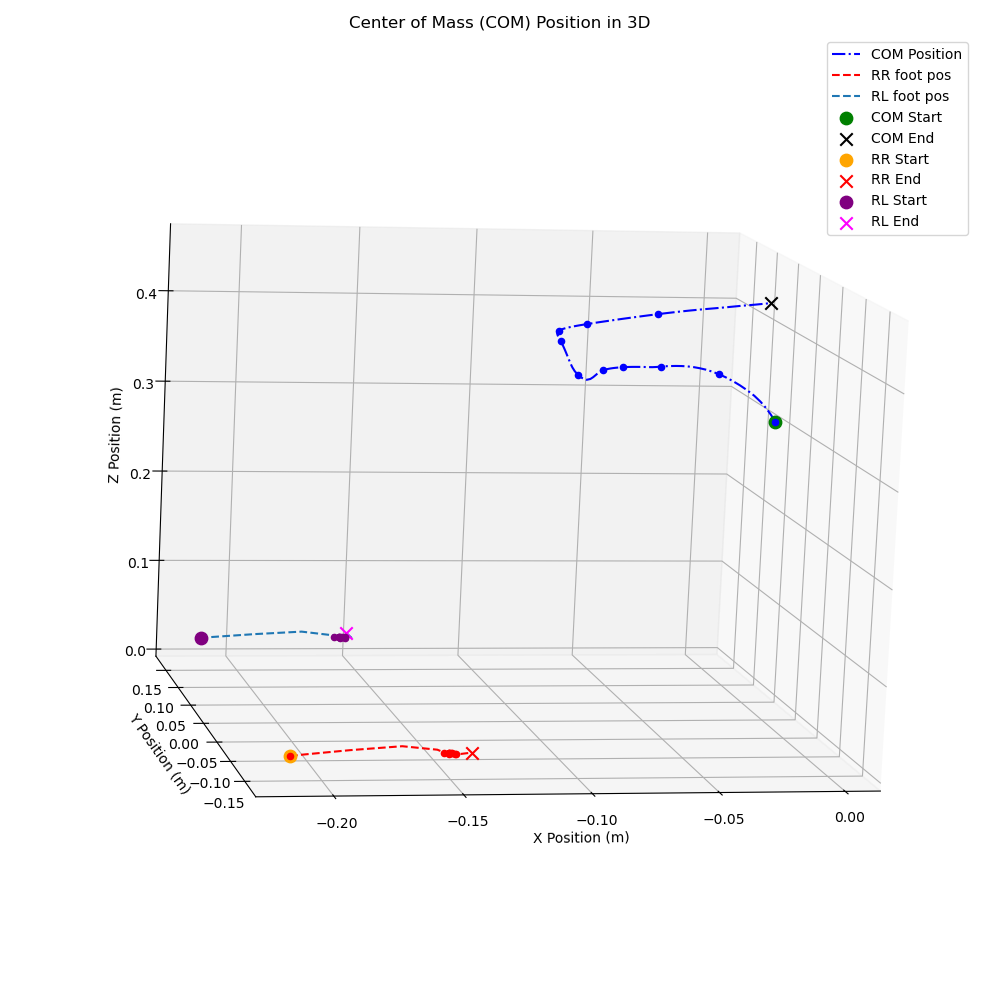 Center of Mass (COM) Position in 3D
COM Position
RR foot pos
RL foot pos
COM Start
COM End
RR Start
RR End
RL Start
RL End
0.4
0.3
0.2
0.1
0.0
Z Position (m)
0.15
0.10
0.05
0.00
−0.05
−0.10
−0.15
Y Position (m)
−0.20
−0.15
−0.10
−0.05
0.00
X Position (m)